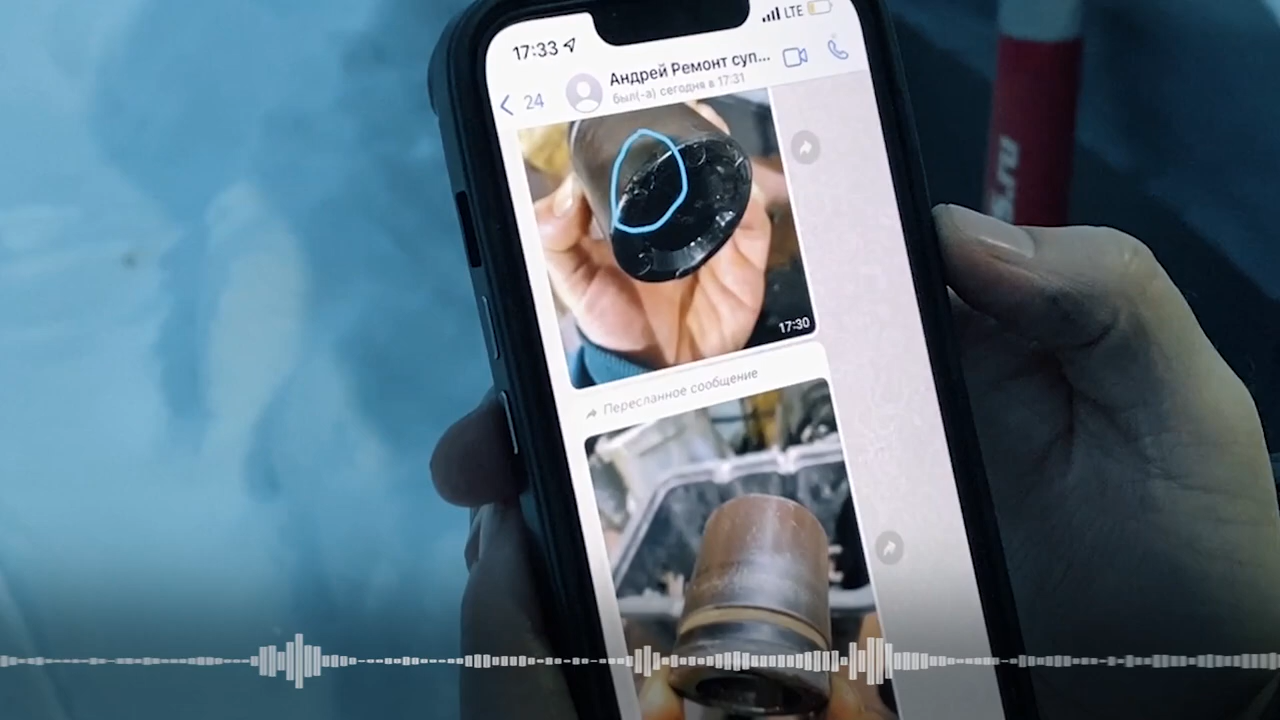 17:33
LTE
24
Андрей Ремонт суп...
был(-а) сегодня в 17:31
17:30
Пересланное сообщение